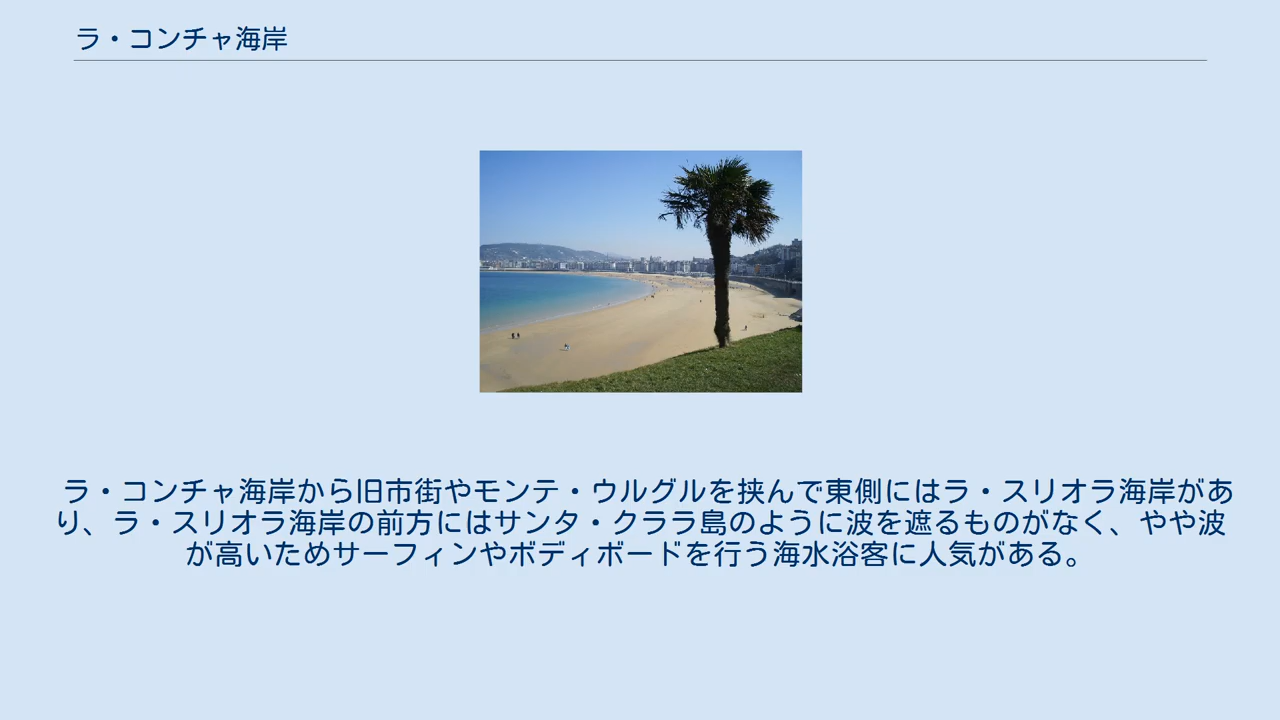 ラ・コンチャ海岸
ラ・コンチャ海岸から旧市街やモンテ・ウルグルを挟んで東側にはラ・スリオラ海岸があ
り、ラ・スリオラ海岸の前方にはサンタ・クララ島のように波を遮るものがなく、やや波
が高いためサーフィンやボディボードを行う海水浴客に人気がある。